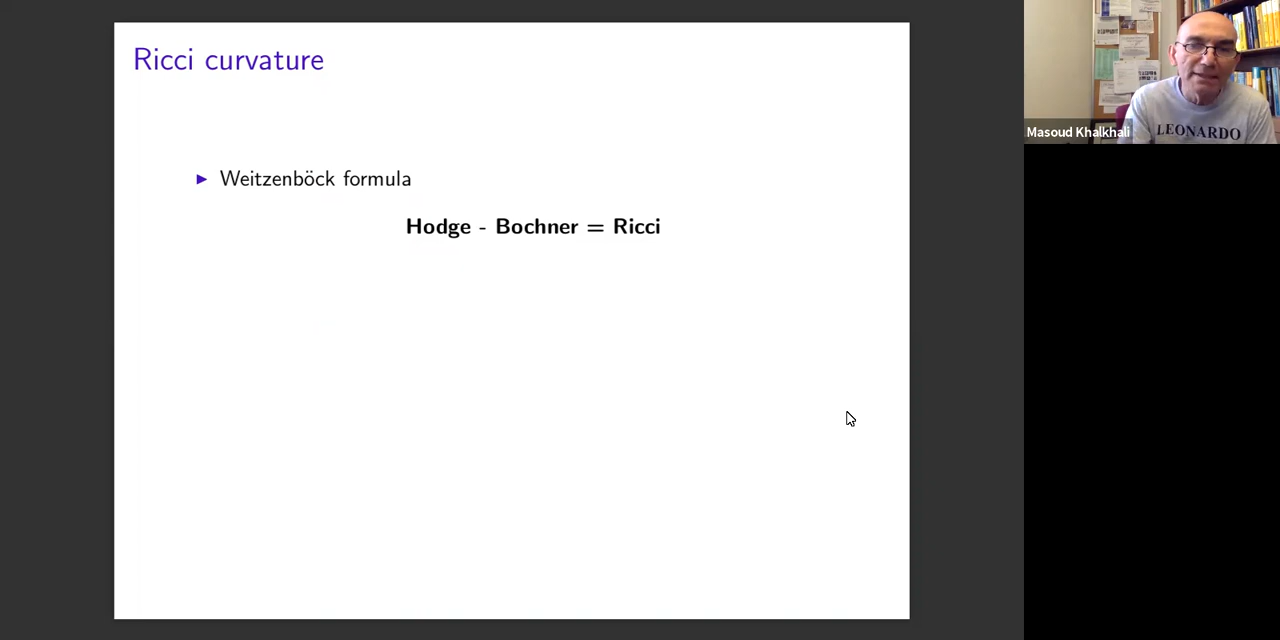 Ricci curvature
Weitzenböck formula
Hodge - Bochner = Ricci
Masoud Khalkhali
LEONARDO